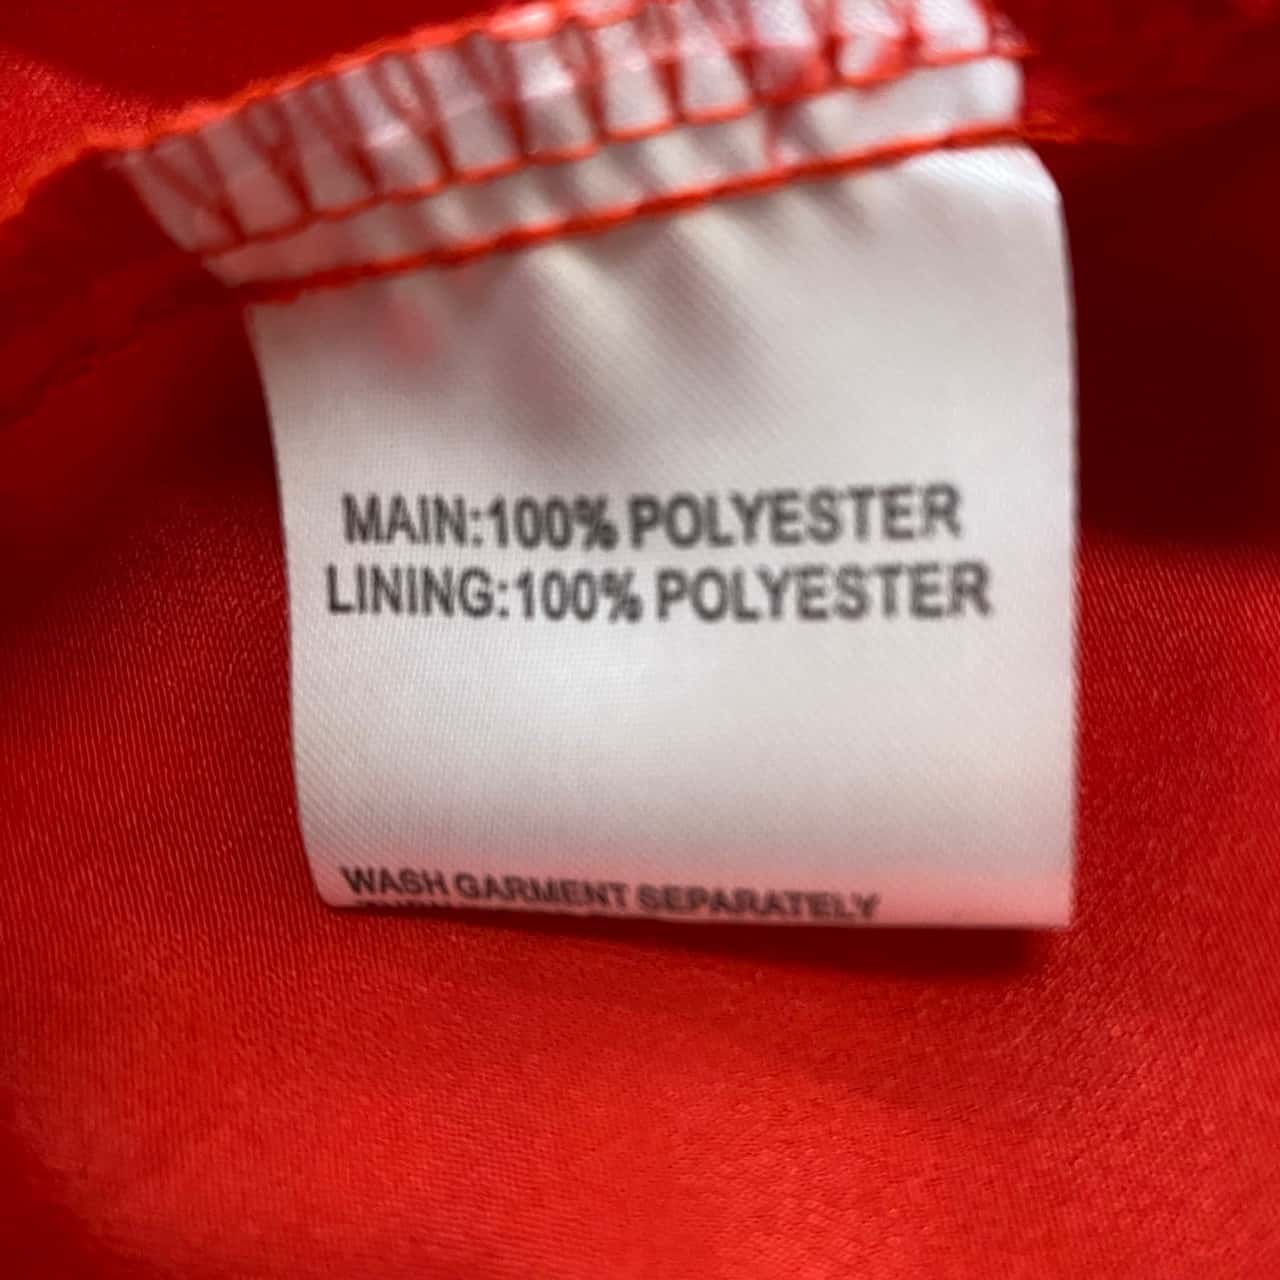 MAIN:100% POLYESTER
LINING:100% POLYESTER
WASH GARMENT SEPARATELY